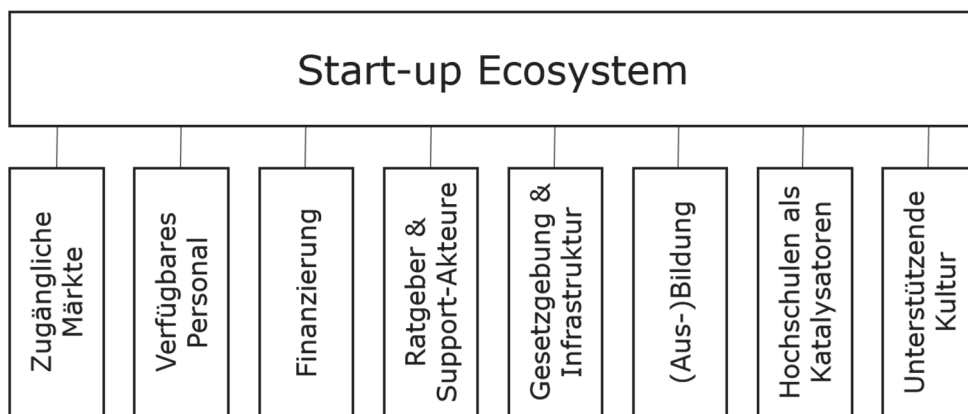 Start-up Ecosystem
Zugängliche
Märkte
Verfügbares
Personal
Finanzierung
Ratgeber &
Support-Akteure
Gesetzgebung &
Infrastruktur
(Aus-)Bildung
Hochschulen als
Katalysatoren
Unterstützende
Kultur